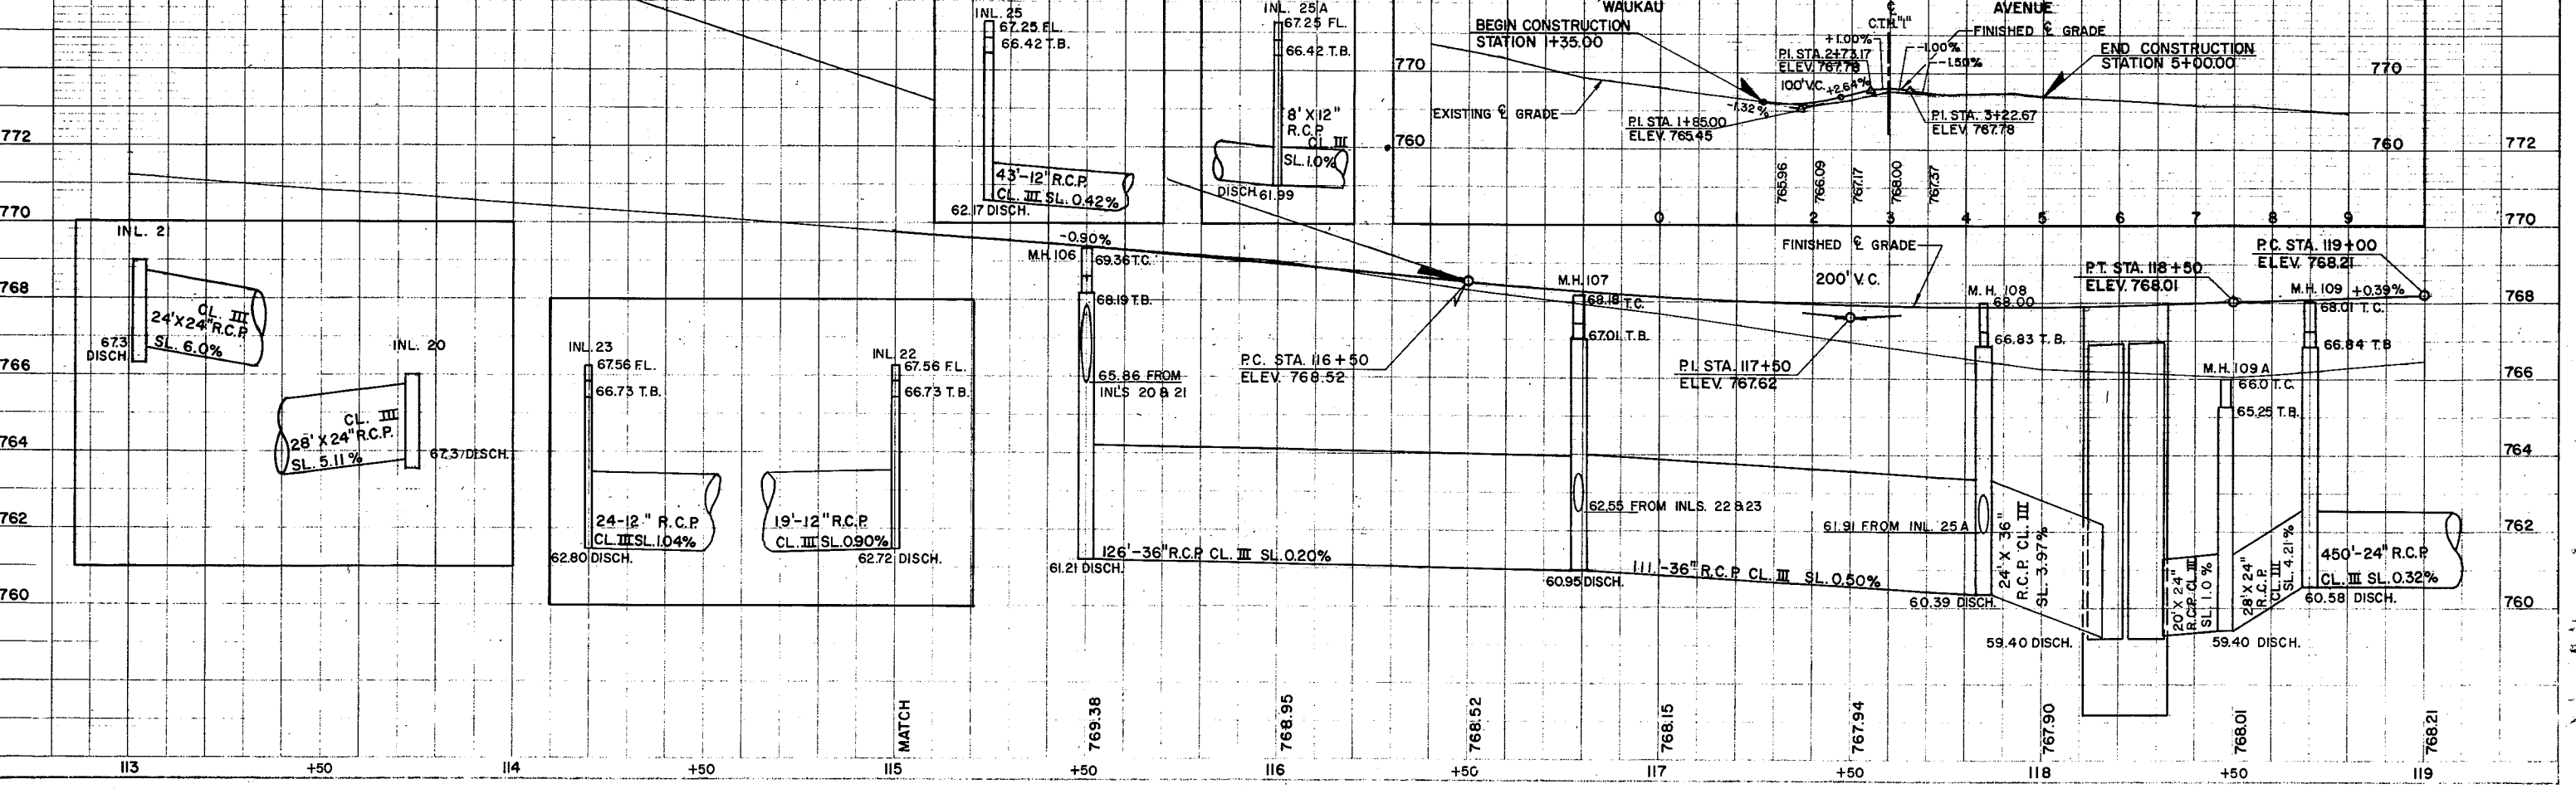 INL. 25
67.25 FL.
66.42 T.B.
43'-12" R.C.P.
CL. III SL. 0.42%
62.17 DISCH.
INL. 25A
67.25 FL.
66.42 T.B.
8' X 12"
R.C.P.
CL. III
SL. 1.0%
DISCH. 61.99
WAUKAU
AVENUE
BEGIN CONSTRUCTION
STATION 1+35.00
℄
C.T.H. "I"
FINISHED ℄ GRADE
+1.00%
-1.00%
-1.50%
END CONSTRUCTION
STATION 5+00.00
P.I. STA. 2+73.17
ELEV. 767.78
100' V.C.
+2.64%
-1.32%
EXISTING ℄ GRADE
P.I. STA. 1+85.00
ELEV. 765.45
P.I. STA. 3+22.67
ELEV. 767.78
770
770
760
760
765.96
766.09
767.17
768.00
767.37
0
2
3
4
5
6
7
8
9
772
770
768
766
764
762
760
772
770
768
766
764
762
760
INL. 21
CL. III
24' X 24" R.C.P.
SL. 6.0%
67.3
DISCH.
INL. 20
CL. III
28' X 24" R.C.P.
SL. 5.11%
67.37 DISCH.
INL. 23
67.56 F.L.
66.73 T.B.
24-12" R.C.P.
CL. III SL. 1.04%
62.80 DISCH.
INL. 22
67.56 F.L.
66.73 T.B.
19'-12" R.C.P.
CL. III SL. 0.90%
62.72 DISCH.
-0.90%
M.H. 106
69.36 T.C.
68.19 T.B.
65.86 FROM
INL'S 20 & 21
61.21 DISCH.
126'-36" R.C.P. CL. III SL. 0.20%
P.C. STA. 116+50
ELEV. 768.52
M.H. 107
68.18 T.C.
67.01 T.B.
62.55 FROM INLS. 22 & 23
60.95 DISCH.
111'-36" R.C.P. CL. III SL. 0.50%
FINISHED ℄ GRADE
200' V.C.
P.I. STA. 117+50
ELEV. 767.62
M.H. 108
68.00
66.83 T.B.
61.91 FROM INL. 25A
60.39 DISCH.
24' X 36"
R.C.P. CL. III
SL. 3.97%
59.40 DISCH.
P.T. STA. 118+50
ELEV. 768.01
P.C. STA. 119+00
ELEV. 768.21
M.H. 109 +0.39%
68.01 T.C.
66.84 T.B.
M.H. 109A
66.0 T.C.
65.25 T.B.
20' X 24"
R.C.P. CL. III
SL. 1.0%
59.40 DISCH.
28' X 24"
R.C.P.
CL. III
SL. 4.21%
450'-24" R.C.P.
CL. III SL. 0.32%
60.58 DISCH.
MATCH
769.38
768.95
768.52
768.15
767.94
767.90
768.01
768.21
113
+50
114
+50
115
+50
116
+50
117
+50
118
+50
119